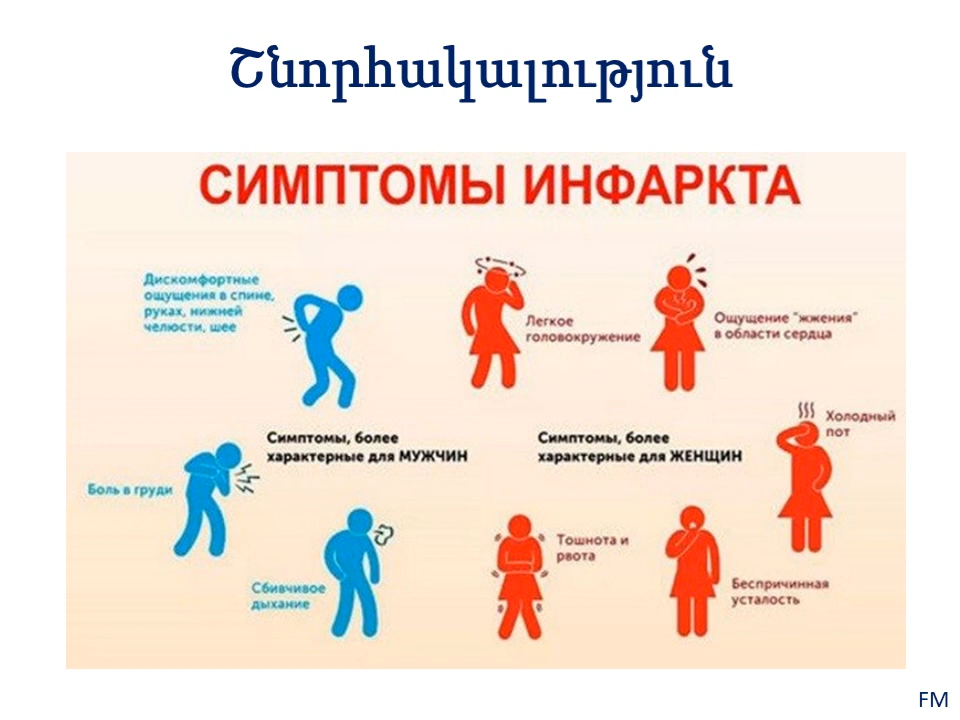 Շնորհակալություն
СИМПТОМЫ ИНФАРКТА
Дискомфортные
ощущения в спине,
руках, нижней
челюсти, шее
Легкое
головокружение
Ощущение "жжения"
в области сердца
Холодный
пот
Симптомы, более
характерные для МУЖЧИН
Симптомы, более
характерные для ЖЕНЩИН
Боль в груди
Сбивчивое
дыхание
Тошнота и
рвота
Беспричинная
усталость
FM